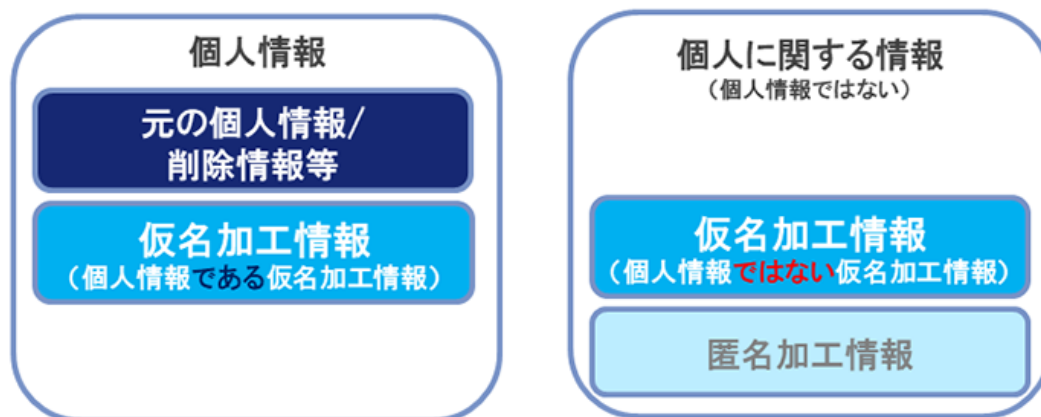 個人情報
元の個人情報/
削除情報等
仮名加工情報
（個人情報である仮名加工情報）
個人に関する情報
（個人情報ではない）
仮名加工情報
（個人情報ではない仮名加工情報）
匿名加工情報